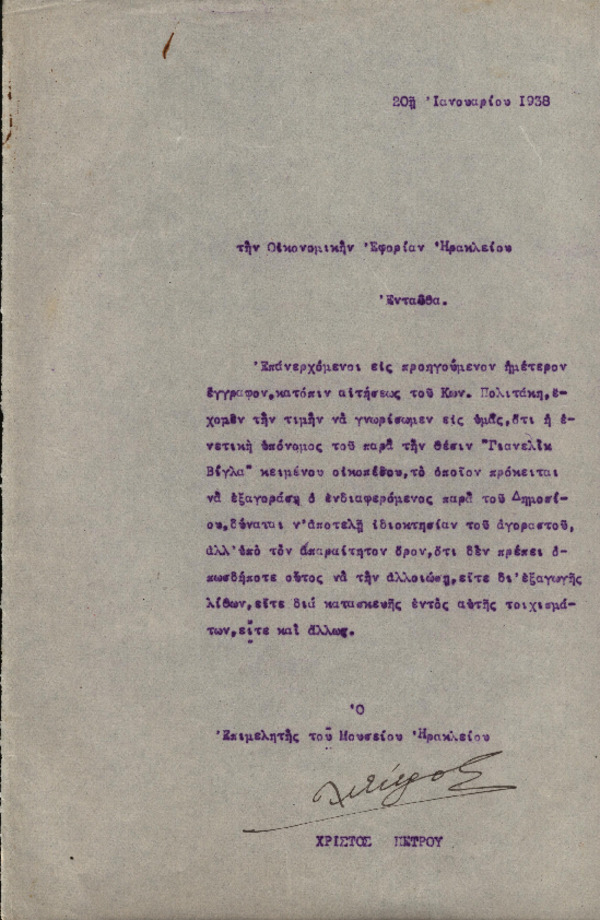 20ῇ Ἰανουαρίου 1938
τὴν Οἰκονομικὴν Ἐφορίαν Ἡρακλείου
Ἐνταῦθα.
Ἐπανερχόμενοι εἰς προηγούμενον ἡμέτερον
ἔγγραφον,κατόπιν αἰτήσεως τοῦ Κων. Πολιτάκη,ἔ-
χομεν τὴν τιμὴν νὰ γνωρίσωμεν εἰς ὑμᾶς,ὅτι ἡ ἑ-
νετικὴ ὑπόνομος τοῦ παρὰ τὴν θέσιν "Γιανελὶκ
Βίγλα" κειμένου οἰκοπέδου,τὸ ὁποῖον πρόκειται
νὰ ἐξαγοράσῃ ὁ ἐνδιαφερόμενος παρὰ τοῦ Δημοσί-
ου,δύναται ν'ἀποτελῇ ἰδιοκτησίαν τοῦ ἀγοραστοῦ,
ἀλλ'ὑπὸ τὸν ἀπαραίτητον ὅρον,ὅτι δὲν πρέπει ὁ-
πωσδήποτε οὗτος νὰ τὴν ἀλλοιώσῃ,εἴτε δι'ἐξαγωγῆς
λίθων,εἴτε διὰ κατασκευῆς ἐντὸς αὐτῆς τοιχισμά-
των,εἴτε καὶ ἄλλως.
Ὁ
Ἐπιμελητὴς τοῦ Μουσείου Ἡρακλείου
ΧΡΙΣΤΟΣ ΠΕΤΡΟΥ